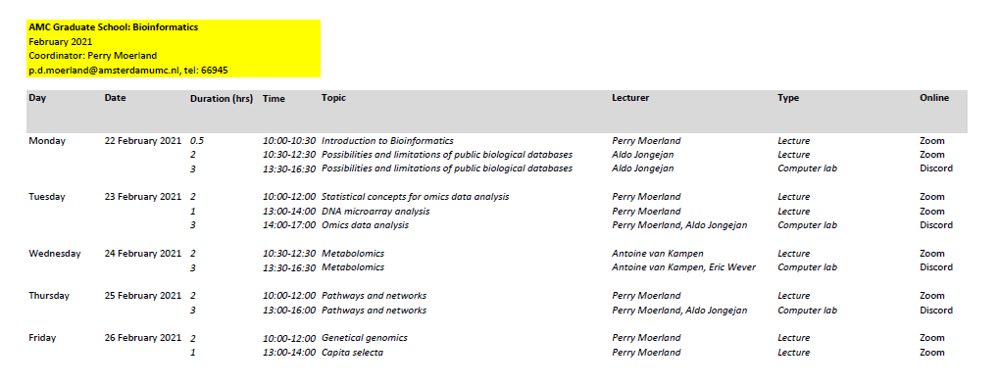 AMC Graduate School: Bioinformatics
February 2021
Coordinator: Perry Moerland
p.d.moerland@amsterdamumc.nl, tel: 66945
Day Date Duration (hrs) Time Topic Lecturer Type Online
Monday 22 February 2021 0.5 10:00-10:30 Introduction to Bioinformatics Perry Moerland Lecture Zoom
2 10:30-12:30 Possibilities and limitations of public biological databases Aldo Jongejan Lecture Zoom
3 13:30-16:30 Possibilities and limitations of public biological databases Aldo Jongejan Computer lab Discord
Tuesday 23 February 2021 2 10:00-12:00 Statistical concepts for omics data analysis Perry Moerland Lecture Zoom
1 13:00-14:00 DNA microarray analysis Perry Moerland Lecture Zoom
3 14:00-17:00 Omics data analysis Perry Moerland, Aldo Jongejan Computer lab Discord
Wednesday 24 February 2021 2 10:30-12:30 Metabolomics Antoine van Kampen Lecture Zoom
3 13:30-16:30 Metabolomics Antoine van Kampen, Eric Wever Computer lab Discord
Thursday 25 February 2021 2 10:00-12:00 Pathways and networks Perry Moerland Lecture Zoom
3 13:00-16:00 Pathways and networks Perry Moerland, Aldo Jongejan Computer lab Discord
Friday 26 February 2021 2 10:00-12:00 Genetical genomics Perry Moerland Lecture Zoom
1 13:00-14:00 Capita selecta Perry Moerland Lecture Zoom